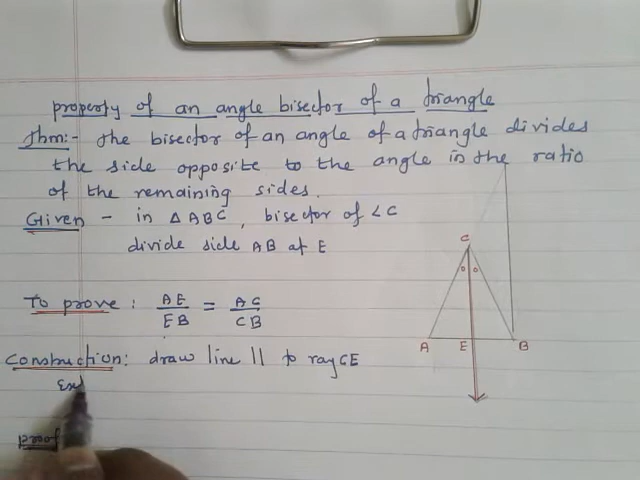 property of an angle bisector of a triangle
Thm:- The bisector of an angle of a triangle divides
the side opposite to the angle in the ratio
of the remaining sides.
Given - in △ABC, bisector of ∠C
divide side AB at E
To prove : AE/EB = AC/CB
Construction: draw line || to ray CE
Ex
proof
C
A E B